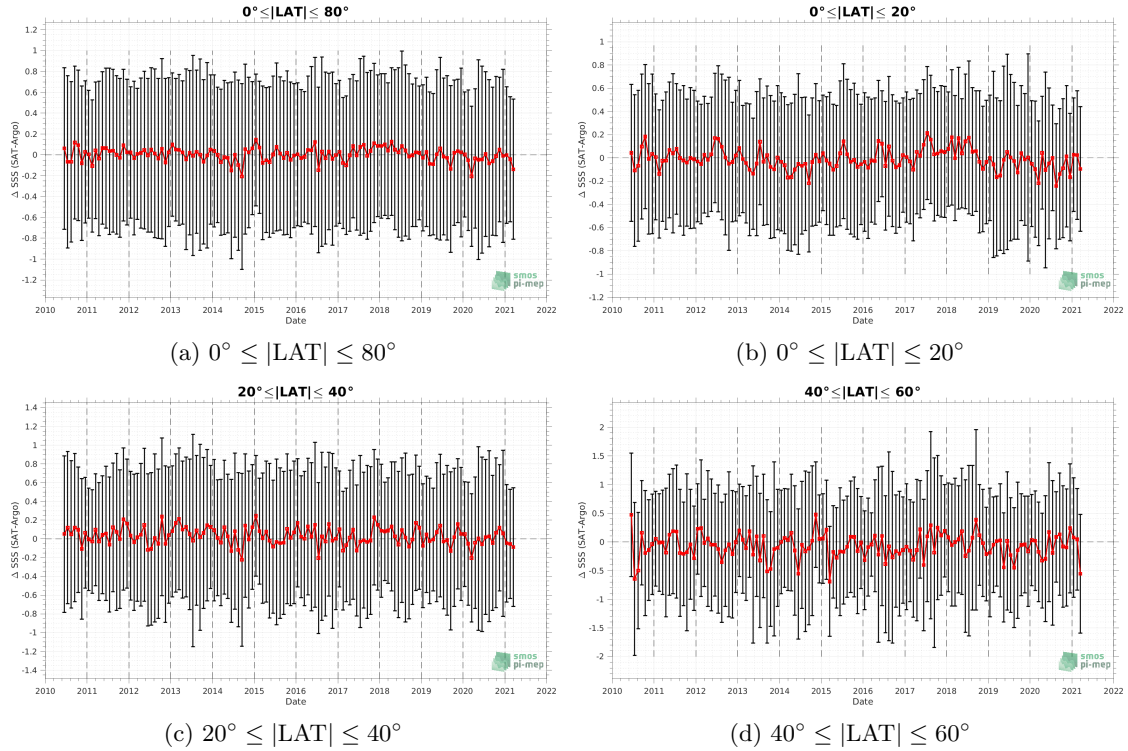 0°≤|LAT|≤ 80°
Δ SSS (SAT-Argo)
1.2
1
0.8
0.6
0.4
0.2
0
-0.2
-0.4
-0.6
-0.8
-1
-1.2
smos
pi-mep
2010 2011 2012 2013 2014 2015 2016 2017 2018 2019 2020 2021 2022
Date
(a) 0° ≤ |LAT| ≤ 80°
0°≤|LAT|≤ 20°
Δ SSS (SAT-Argo)
1
0.8
0.6
0.4
0.2
0
-0.2
-0.4
-0.6
-0.8
-1
-1.2
smos
pi-mep
2010 2011 2012 2013 2014 2015 2016 2017 2018 2019 2020 2021 2022
Date
(b) 0° ≤ |LAT| ≤ 20°
20°≤|LAT|≤ 40°
Δ SSS (SAT-Argo)
1.4
1.2
1
0.8
0.6
0.4
0.2
0
-0.2
-0.4
-0.6
-0.8
-1
-1.2
-1.4
smos
pi-mep
2010 2011 2012 2013 2014 2015 2016 2017 2018 2019 2020 2021 2022
Date
(c) 20° ≤ |LAT| ≤ 40°
40°≤|LAT|≤ 60°
Δ SSS (SAT-Argo)
2
1.5
1
0.5
0
-0.5
-1
-1.5
-2
smos
pi-mep
2010 2011 2012 2013 2014 2015 2016 2017 2018 2019 2020 2021 2022
Date
(d) 40° ≤ |LAT| ≤ 60°